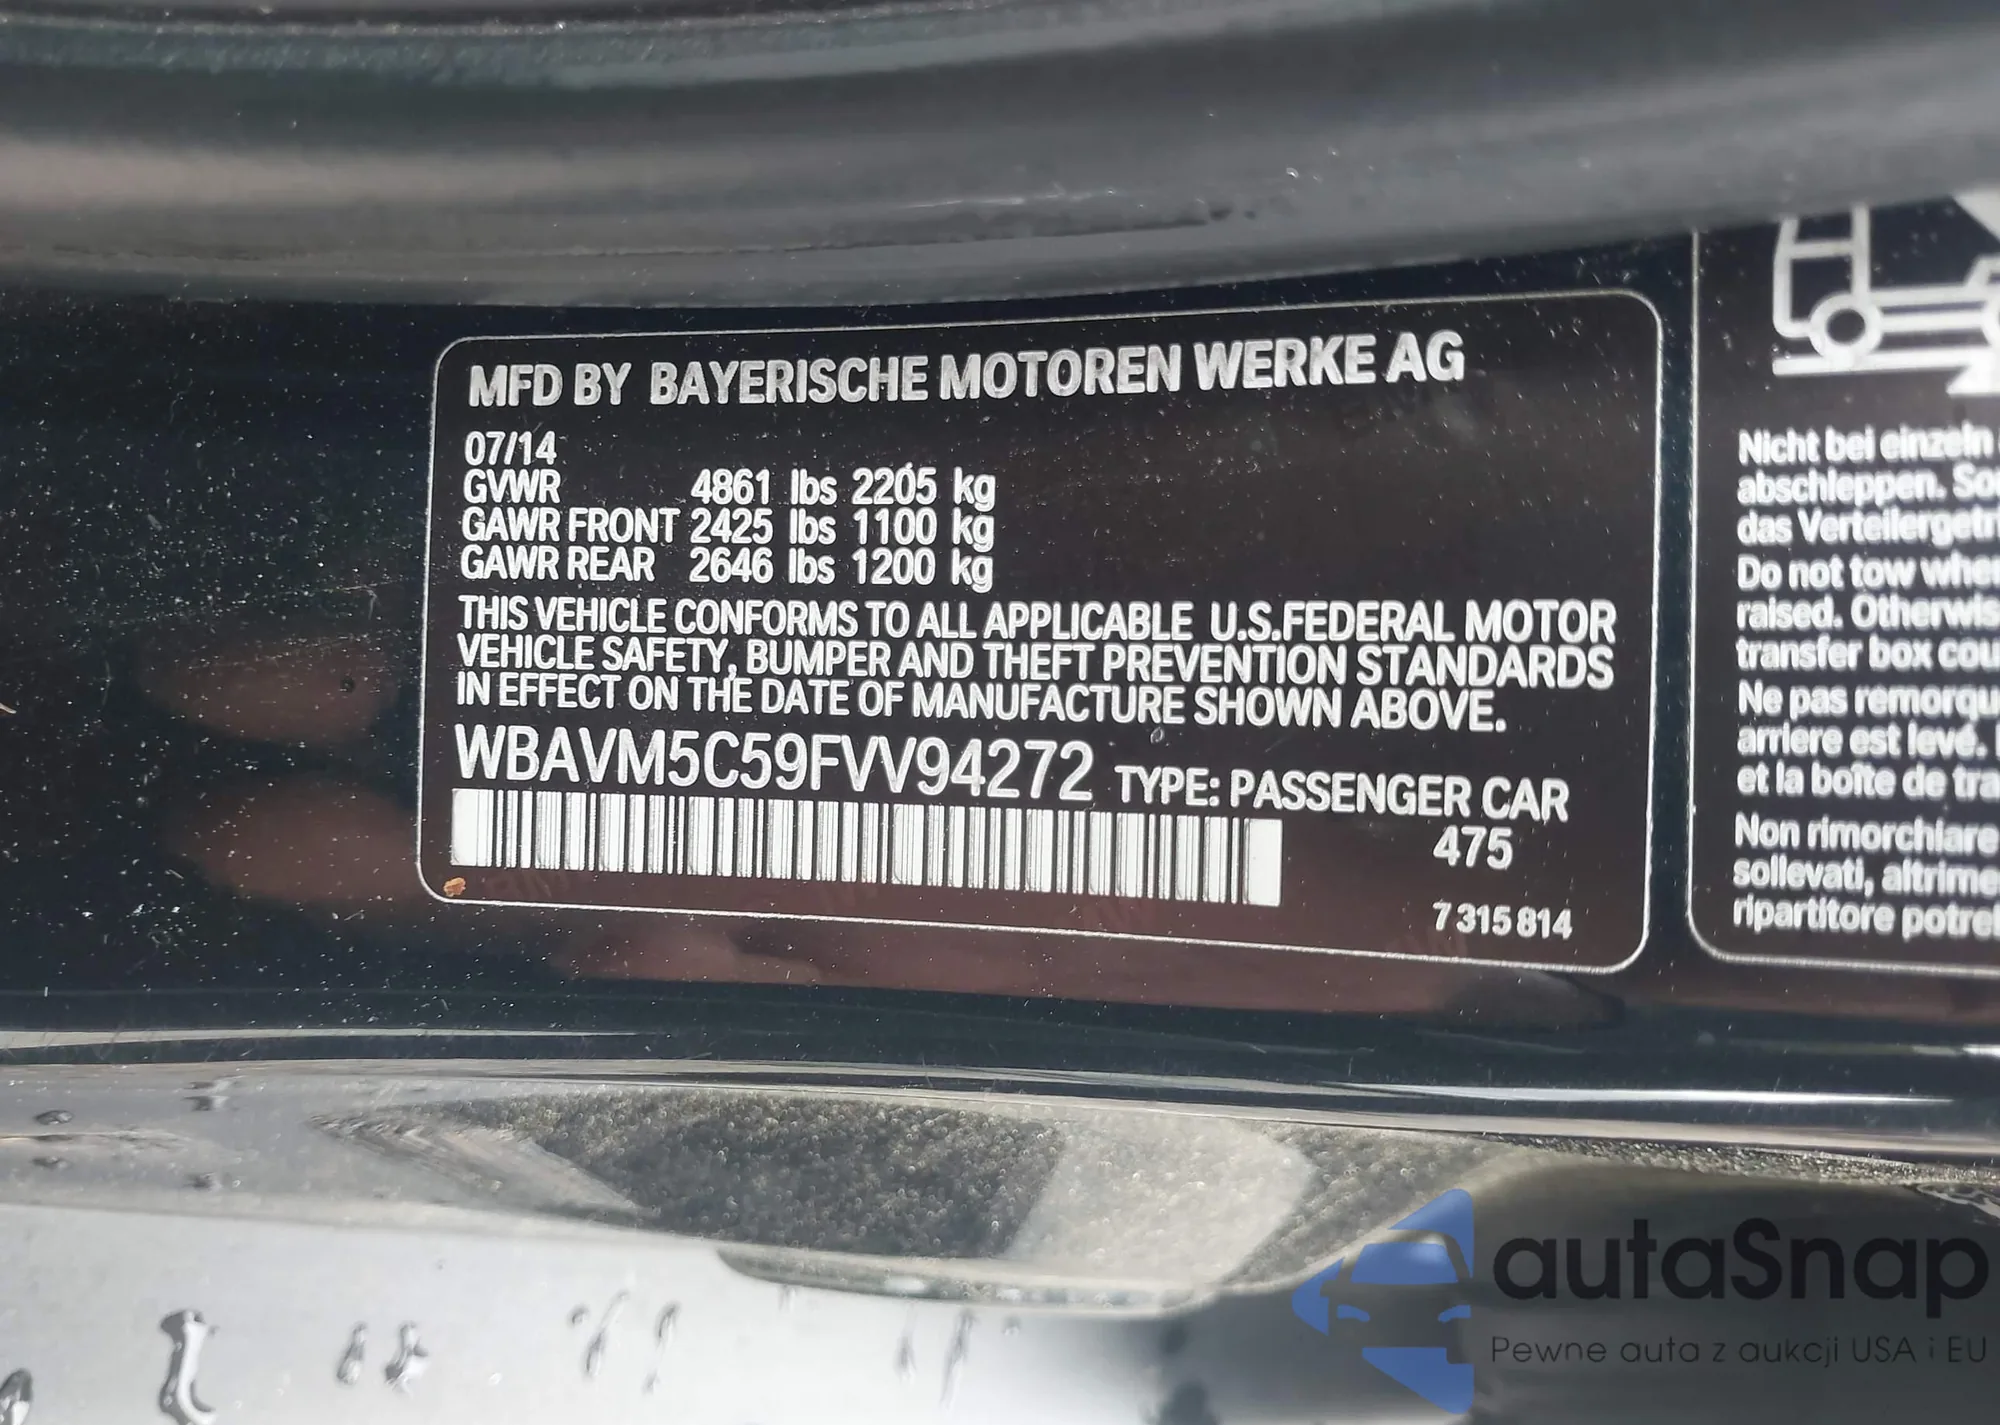 MFD BY BAYERISCHE MOTOREN WERKE AG
07/14
GVWR 4861 lbs 2205 kg
GAWR FRONT 2425 lbs 1100 kg
GAWR REAR 2646 lbs 1200 kg
THIS VEHICLE CONFORMS TO ALL APPLICABLE U.S.FEDERAL MOTOR
VEHICLE SAFETY, BUMPER AND THEFT PREVENTION STANDARDS
IN EFFECT ON THE DATE OF MANUFACTURE SHOWN ABOVE.
WBAVM5C59FVV94272 TYPE: PASSENGER CAR
475
7 315 814
Nicht bei einzeln
abschleppen.
das
Do not tow
raised.
transfer box
Ne pas
arriere est levé.
et la boîte de
Non rimorchiare
sollevati,
ripartitore
autaSnap
Pewne auta z aukcji USA i EU